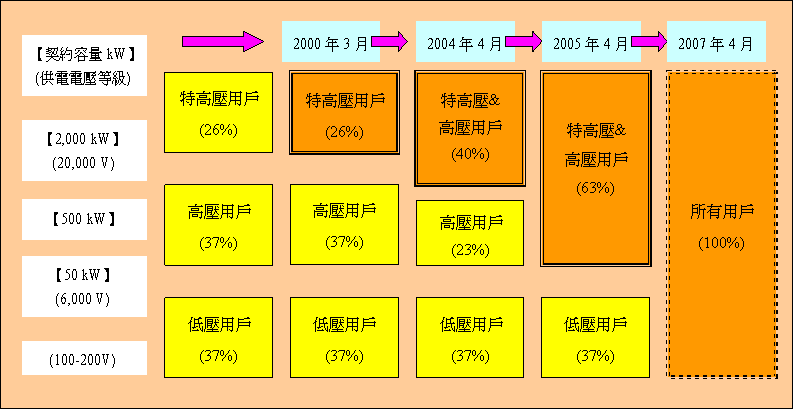 【契約容量 kW】
(供電電壓等級)
2000 年 3 月
2004 年 4 月
2005 年 4 月
2007 年 4 月
【2,000 kW】
(20,000 V)
【500 kW】
【50 kW】
(6,000 V)
(100-200V)
特高壓用戶
(26%)
高壓用戶
(37%)
低壓用戶
(37%)
特高壓用戶
(26%)
高壓用戶
(37%)
低壓用戶
(37%)
特高壓&
高壓用戶
(40%)
高壓用戶
(23%)
低壓用戶
(37%)
特高壓&
高壓用戶
(63%)
低壓用戶
(37%)
所有用戶
(100%)